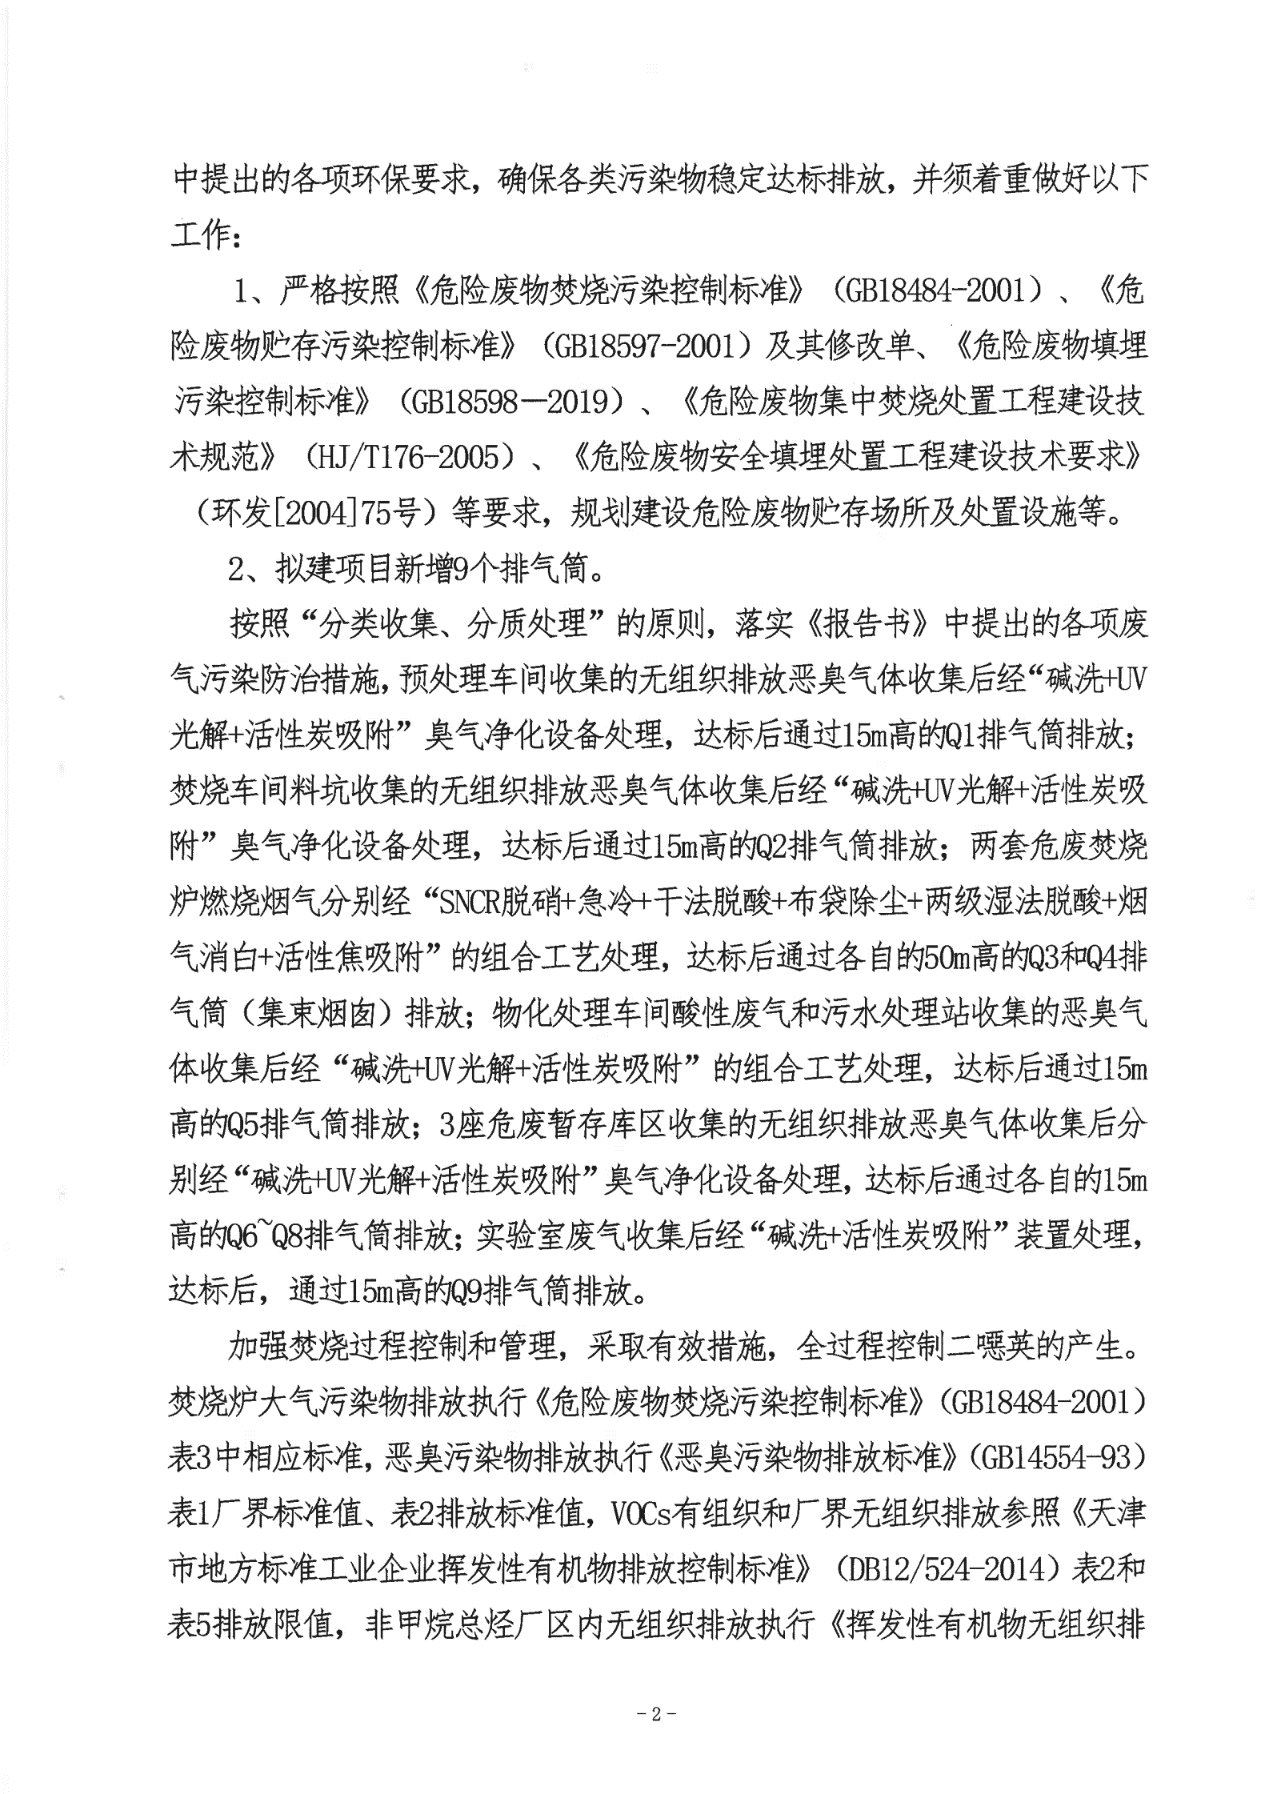 中提出的各项环保要求，确保各类污染物稳定达标排放，并须着重做好以下
工作：
1、严格按照《危险废物焚烧污染控制标准》（GB18484-2001）、《危
险废物贮存污染控制标准》（GB18597-2001）及其修改单、《危险废物填埋
污染控制标准》（GB18598—2019）、《危险废物集中焚烧处置工程建设技
术规范》（HJ/T176-2005）、《危险废物安全填埋处置工程建设技术要求》
（环发[2004]75号）等要求，规划建设危险废物贮存场所及处置设施等。
2、拟建项目新增9个排气筒。
按照“分类收集、分质处理”的原则，落实《报告书》中提出的各项废
气污染防治措施，预处理车间收集的无组织排放恶臭气体收集后经“碱洗+UV
光解+活性炭吸附”臭气净化设备处理，达标后通过15m高的Q1排气筒排放；
焚烧车间料坑收集的无组织排放恶臭气体收集后经“碱洗+UV光解+活性炭吸
附”臭气净化设备处理，达标后通过15m高的Q2排气筒排放；两套危废焚烧
炉燃烧烟气分别经“SNCR脱硝+急冷+干法脱酸+布袋除尘+两级湿法脱酸+烟
气消白+活性焦吸附”的组合工艺处理，达标后通过各自的50m高的Q3和Q4排
气筒（集束烟囱）排放；物化处理车间酸性废气和污水处理站收集的恶臭气
体收集后经“碱洗+UV光解+活性炭吸附”的组合工艺处理，达标后通过15m
高的Q5排气筒排放；3座危废暂存库区收集的无组织排放恶臭气体收集后分
别经“碱洗+UV光解+活性炭吸附”臭气净化设备处理，达标后通过各自的15m
高的Q6~Q8排气筒排放；实验室废气收集后经“碱洗+活性炭吸附”装置处理，
达标后，通过15m高的Q9排气筒排放。
加强焚烧过程控制和管理，采取有效措施，全过程控制二噁英的产生。
焚烧炉大气污染物排放执行《危险废物焚烧污染控制标准》（GB18484-2001）
表3中相应标准，恶臭污染物排放执行《恶臭污染物排放标准》（GB14554-93）
表1厂界标准值、表2排放标准值，VOCs有组织和厂界无组织排放参照《天津
市地方标准工业企业挥发性有机物排放控制标准》（DB12/524-2014）表2和
表5排放限值，非甲烷总烃厂区内无组织排放执行《挥发性有机物无组织排
-2-